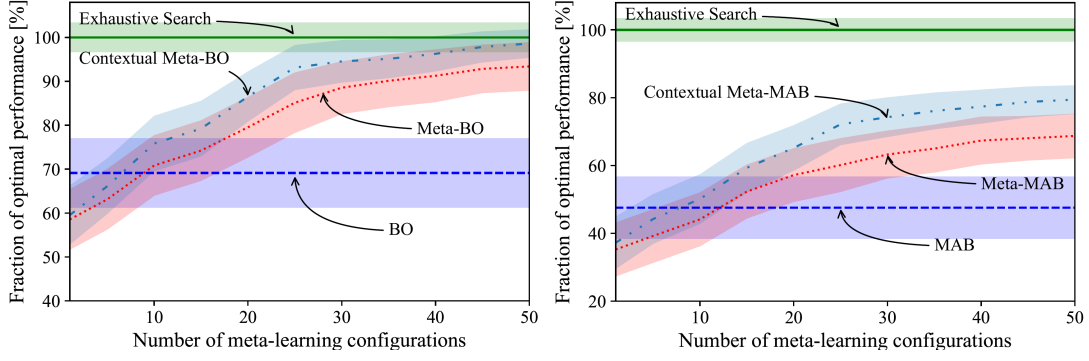 Fraction of optimal performance [%]
100
90
80
70
60
50
40
Exhaustive Search
Contextual Meta-BO
Meta-BO
BO
10
20
30
40
50
Number of meta-learning configurations
Fraction of optimal performance [%]
100
80
60
40
20
Exhaustive Search
Contextual Meta-MAB
Meta-MAB
MAB
10
20
30
40
50
Number of meta-learning configurations